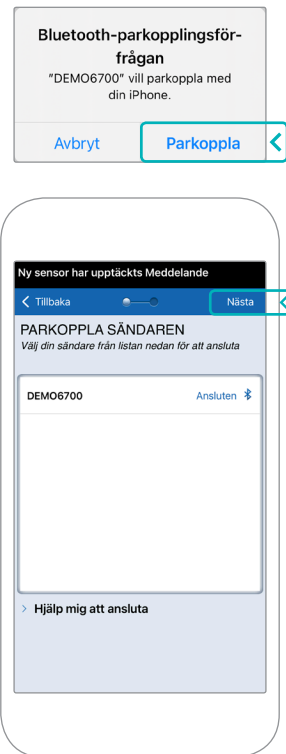 Bluetooth-parkopplingsför-
frågan
"DEMO6700" vill parkoppla med
din iPhone.
Avbryt
Parkoppla
Ny sensor har upptäckts Meddelande
Tillbaka
Nästa
PARKOPPLA SÄNDAREN
Välj din sändare från listan nedan för att ansluta
DEMO6700
Ansluten
Hjälp mig att ansluta